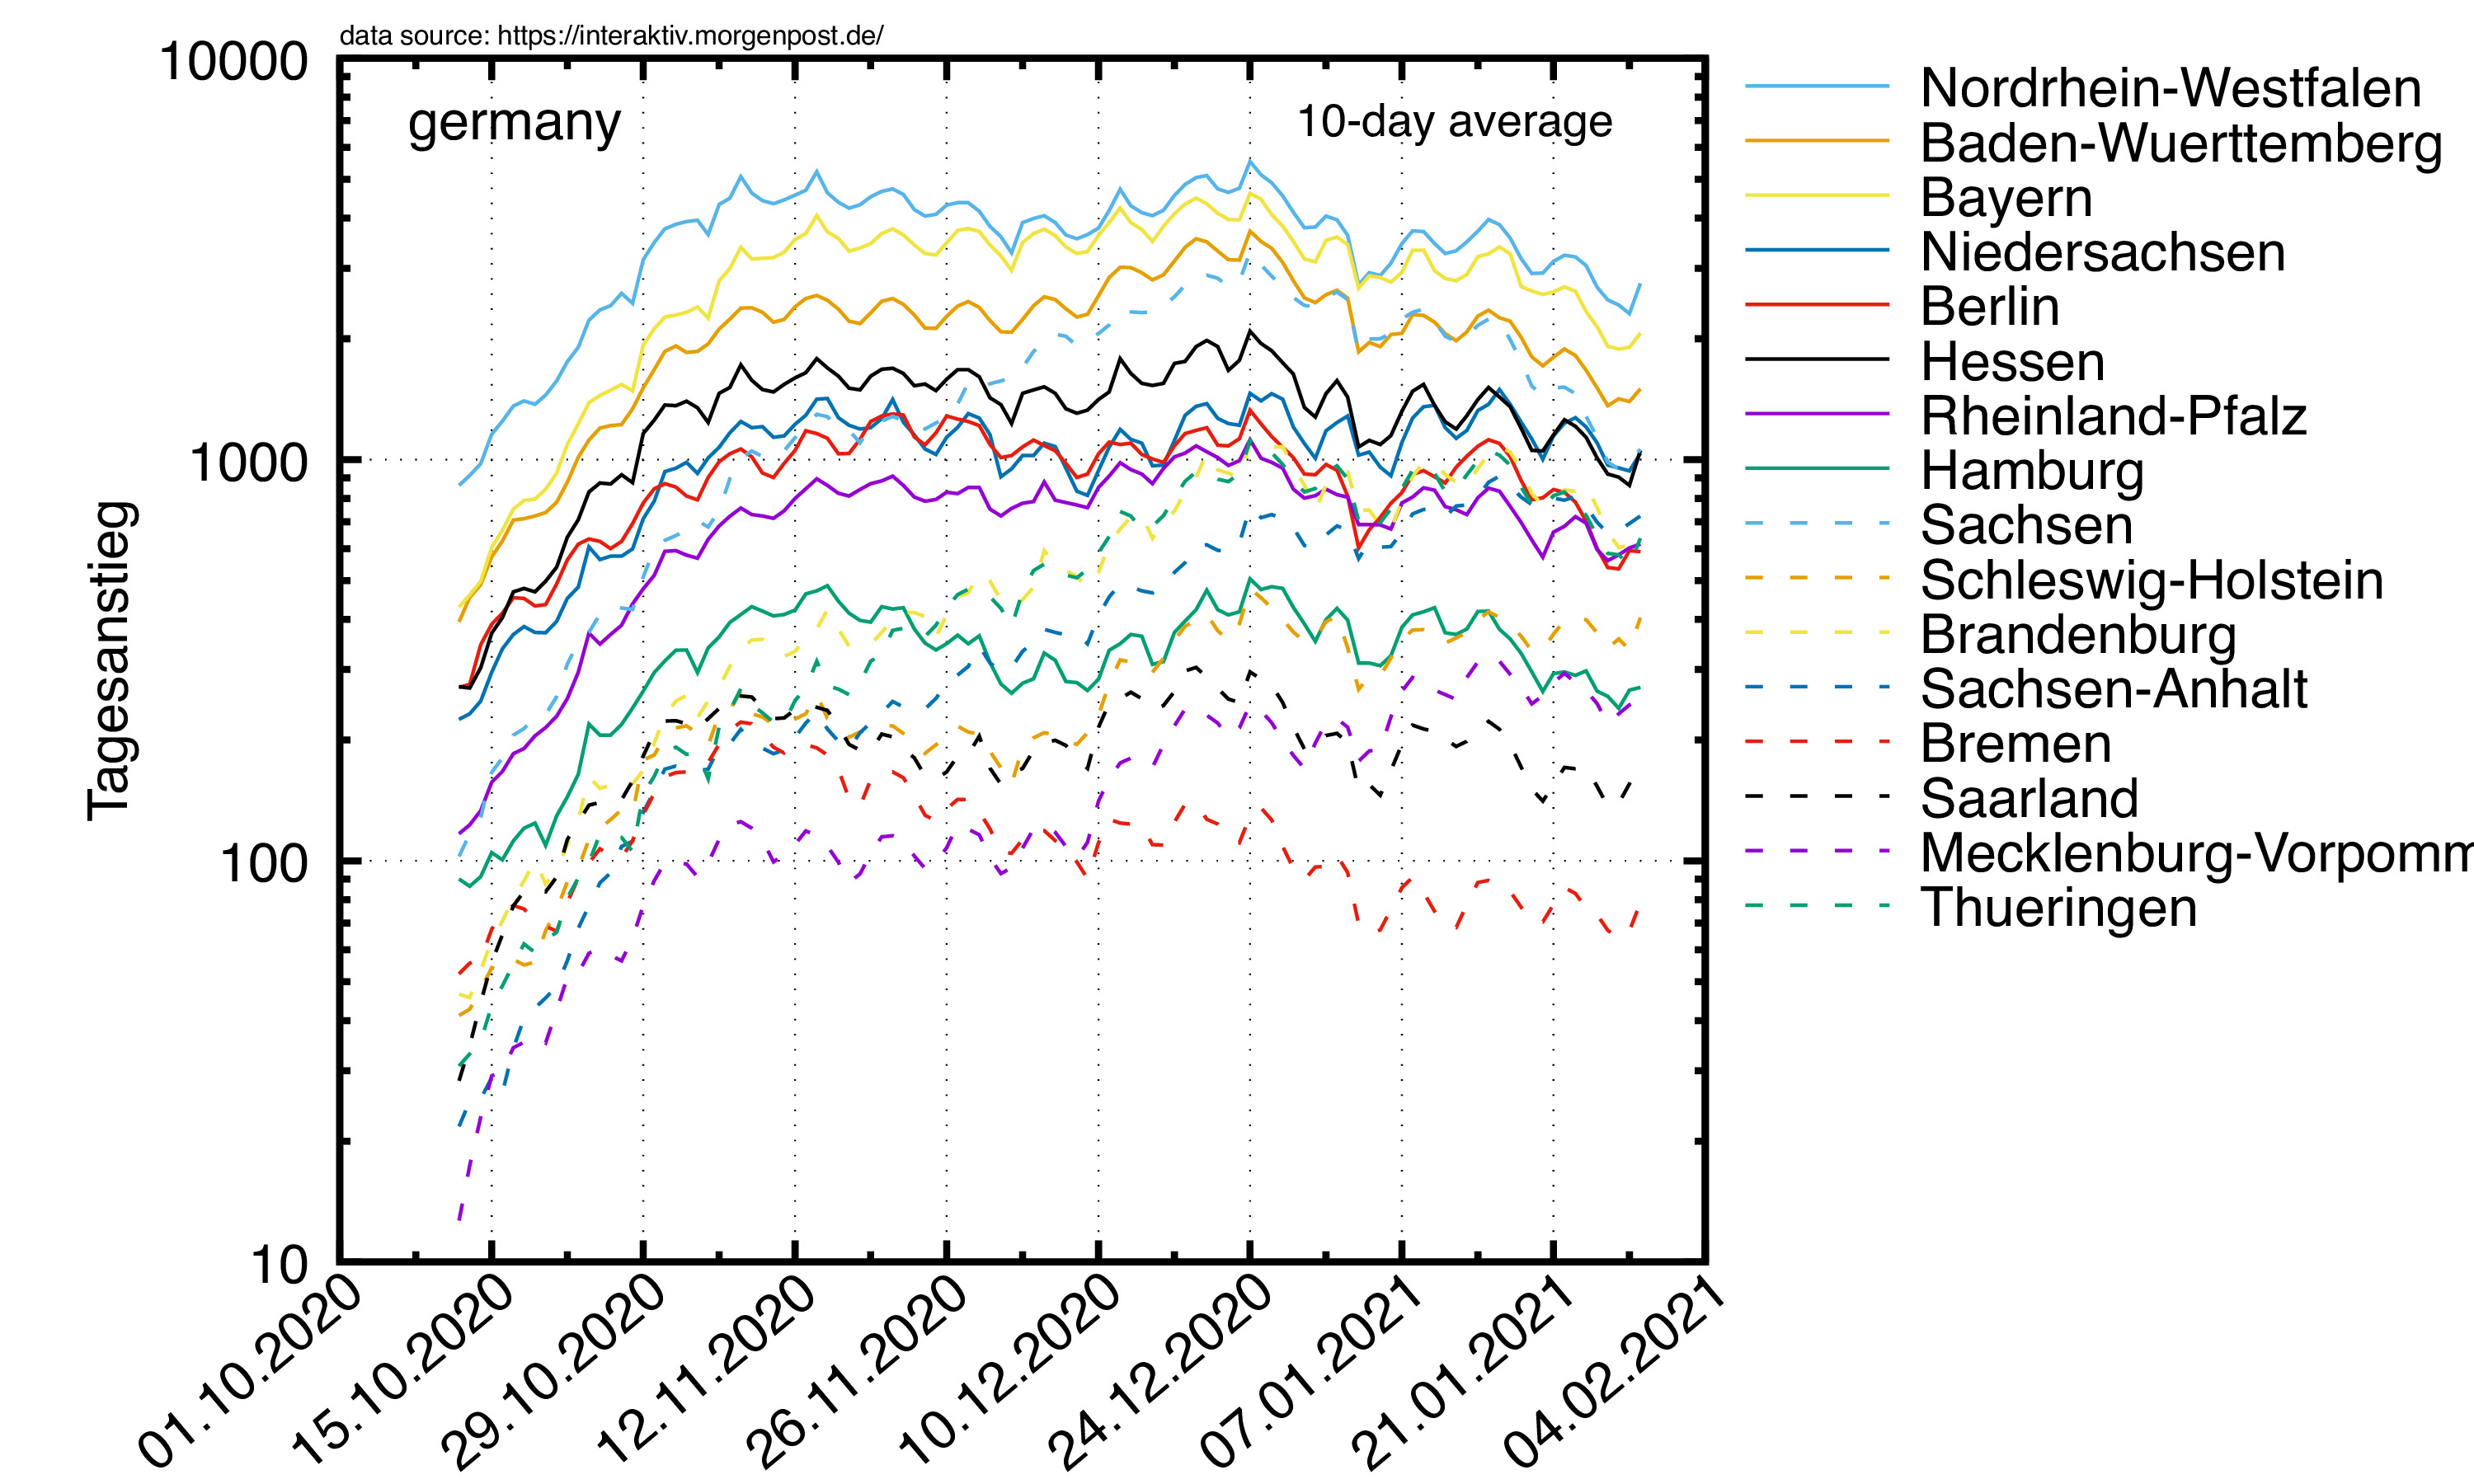 data source: https://interaktiv.morgenpost.de/
germany
10-day average
Tagesanstieg
10000
1000
100
10
01.10.2020
15.10.2020
29.10.2020
12.11.2020
26.11.2020
10.12.2020
24.12.2020
07.01.2021
21.01.2021
04.02.2021
Nordrhein-Westfalen
Baden-Wuerttemberg
Bayern
Niedersachsen
Berlin
Hessen
Rheinland-Pfalz
Hamburg
Sachsen
Schleswig-Holstein
Brandenburg
Sachsen-Anhalt
Bremen
Saarland
Mecklenburg-Vorpomm
Thueringen